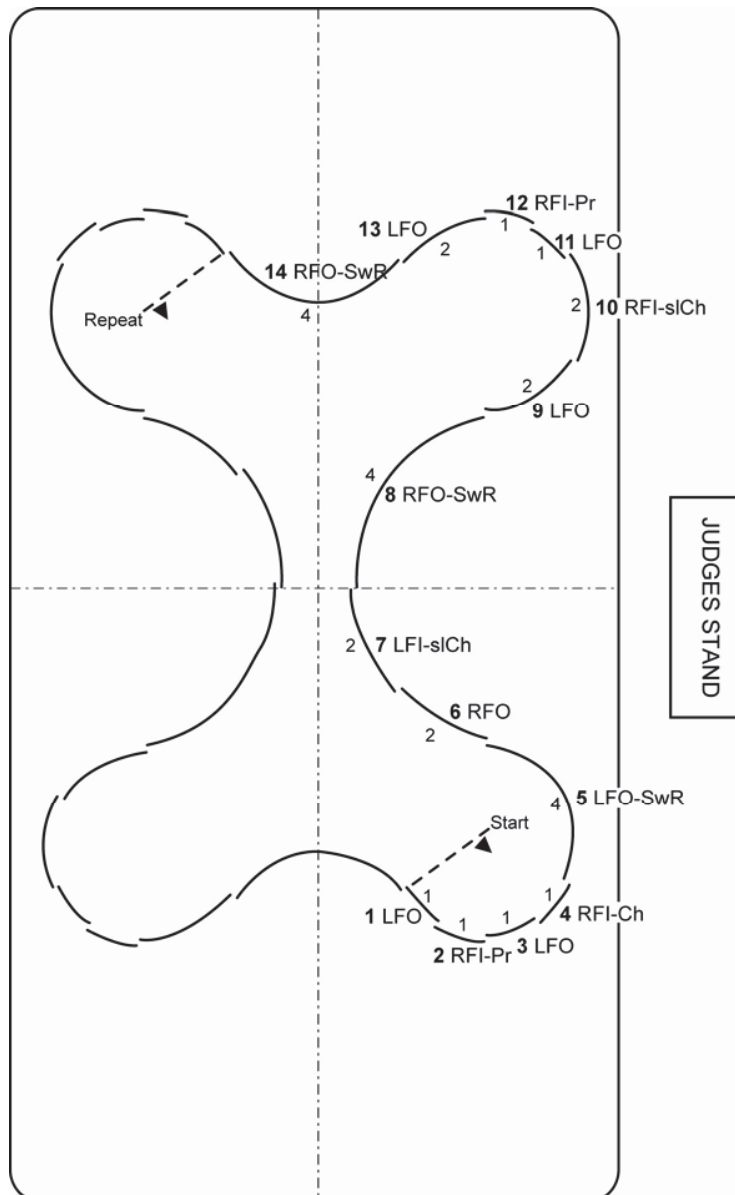 12 RFI-Pr
1
13 LFO
2
11 LFO
1
14 RFO-SwR
4
2
10 RFI-slCh
Repeat
2
9 LFO
4
8 RFO-SwR
JUDGES STAND
2
7 LFI-slCh
6 RFO
2
5 LFO-SwR
4
Start
1
1 LFO
1
2 RFI-Pr
1
3 LFO
1
4 RFI-Ch